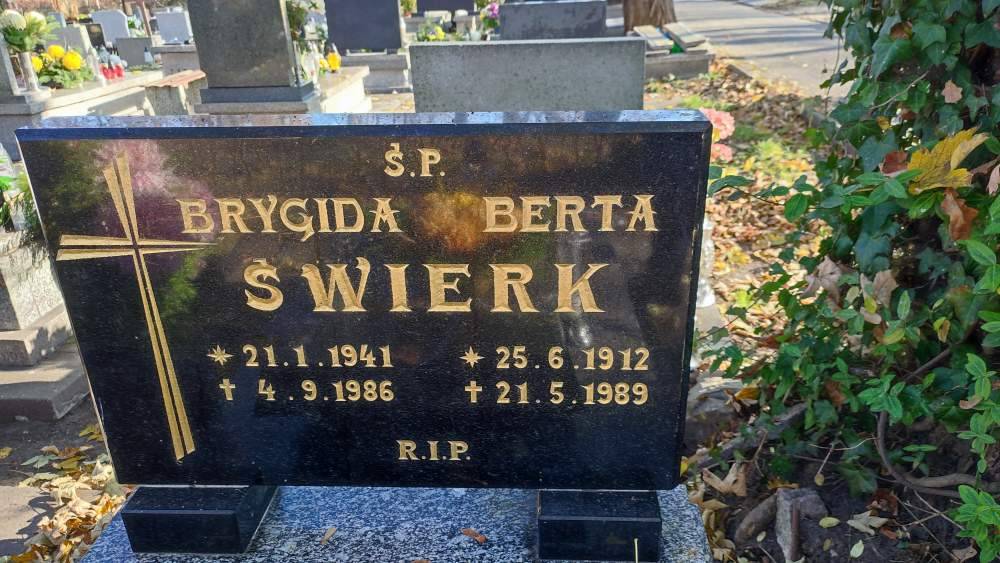 Ś.P.
BRYGIDA BERTA
ŚWIERK
* 21.1.1941 * 25.6.1912
† 4.9.1986 † 21.5.1989
R.I.P.